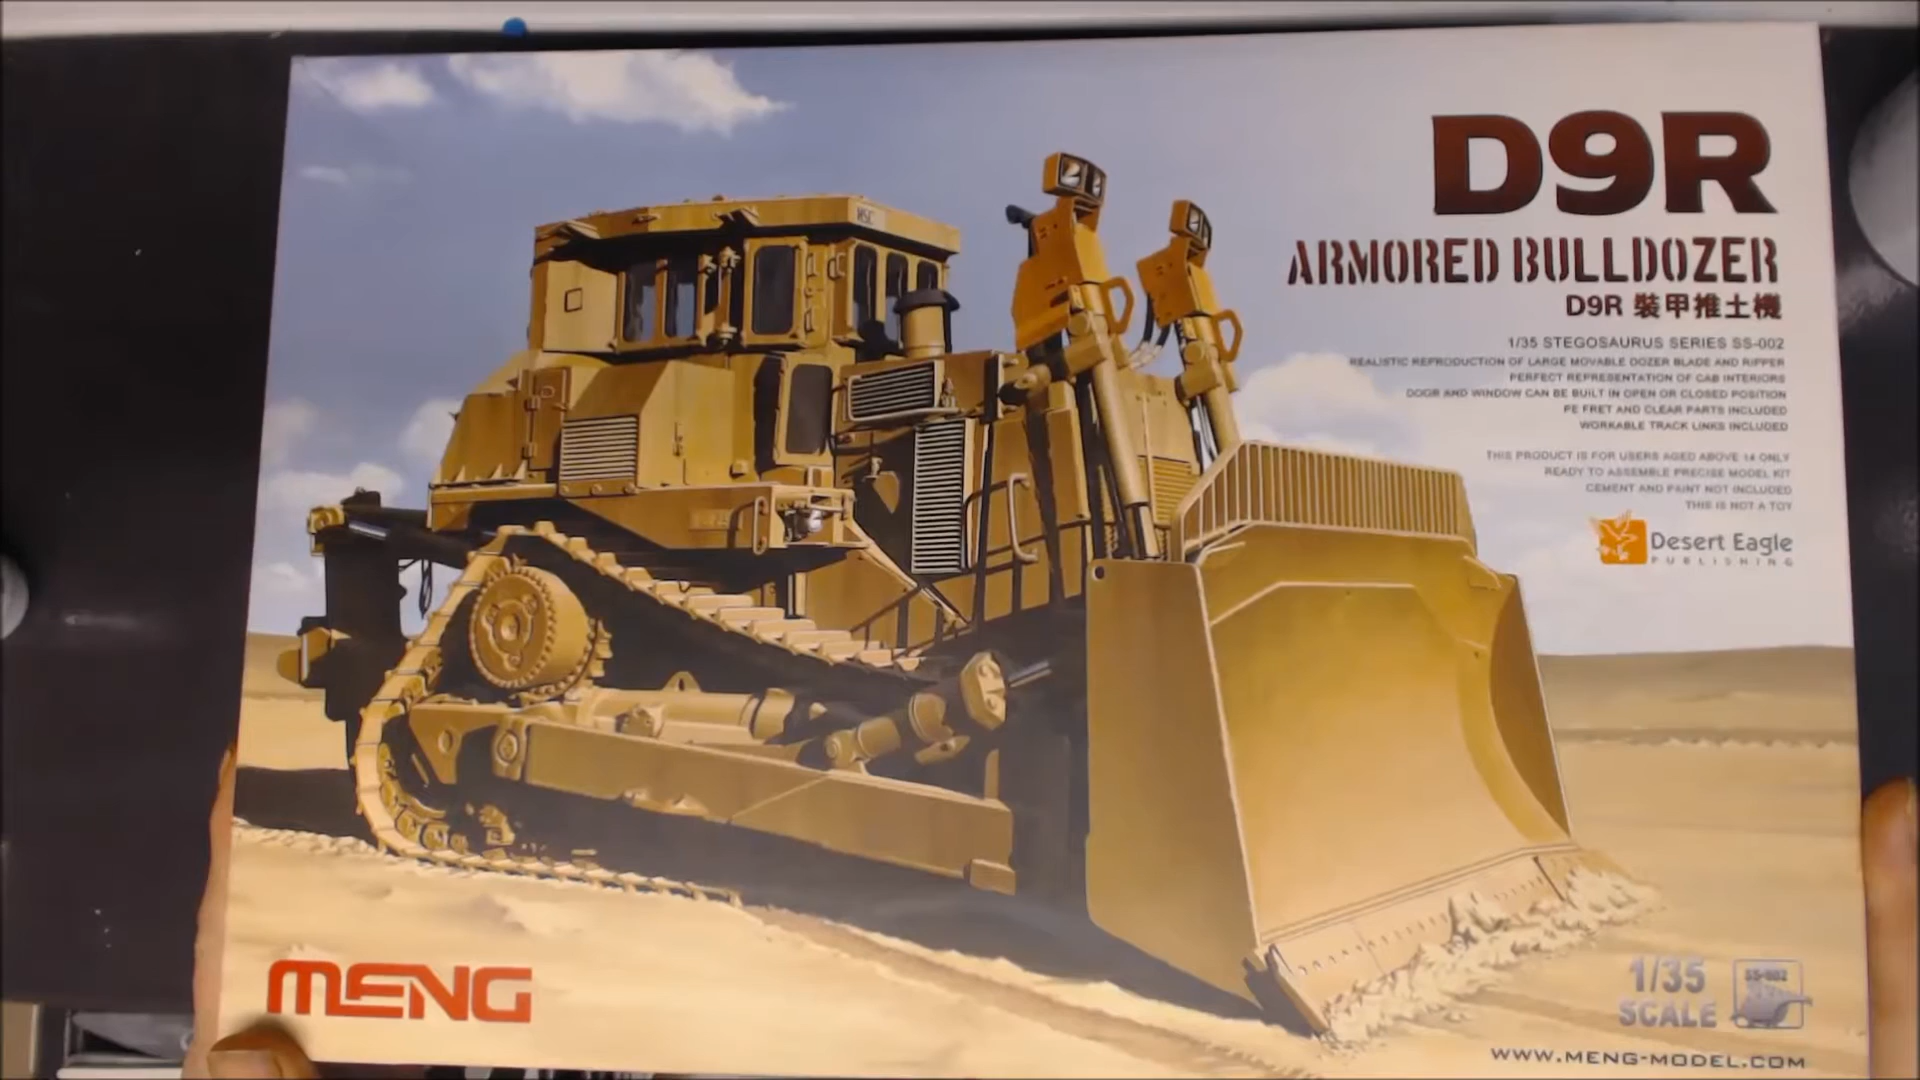 D9R
ARMORED BULLDOZER
D9R 裝甲推土機
1/35 STEGOSAURUS SERIES SS-002
REALISTIC REPRODUCTION OF LARGE MOVABLE DOZER BLADE AND RIPPER
PERFECT REPRESENTATION OF CAB INTERIORS
DOOR AND WINDOW CAN BE BUILT IN OPEN OR CLOSED POSITION
PE FRET AND CLEAR PARTS INCLUDED
WORKABLE TRACK LINKS INCLUDED
THIS PRODUCT IS FOR USERS AGED ABOVE 14 ONLY
READY TO ASSEMBLE PRECISE MODEL KIT
CEMENT AND PAINT NOT INCLUDED
THIS IS NOT A TOY
Desert Eagle
PUBLISHING
MENG
1/35
SCALE
SS-002
WWW.MENG-MODEL.COM